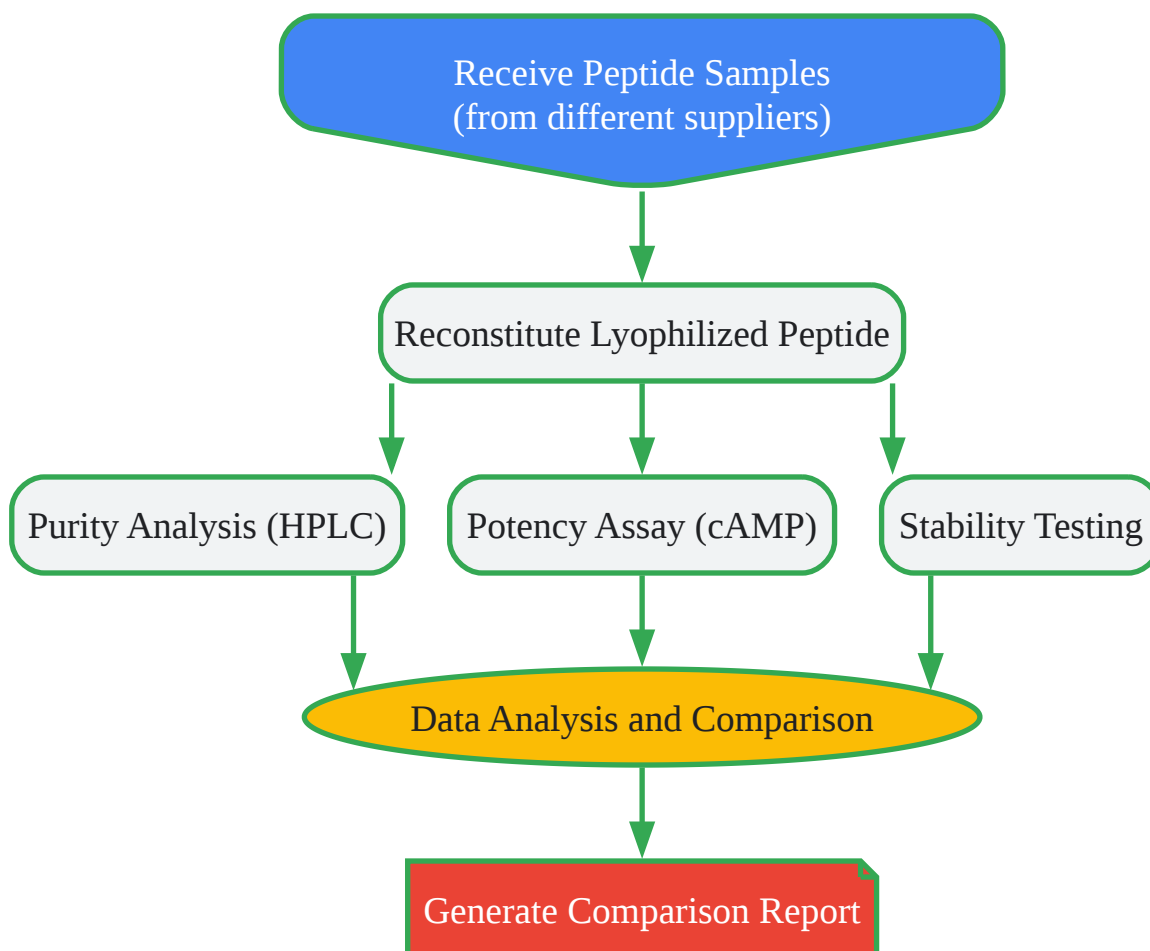 Receive Peptide Samples
(from different suppliers)
Reconstitute Lyophilized Peptide
Purity Analysis (HPLC)
Potency Assay (cAMP)
Stability Testing
Data Analysis and Comparison
Generate Comparison Report